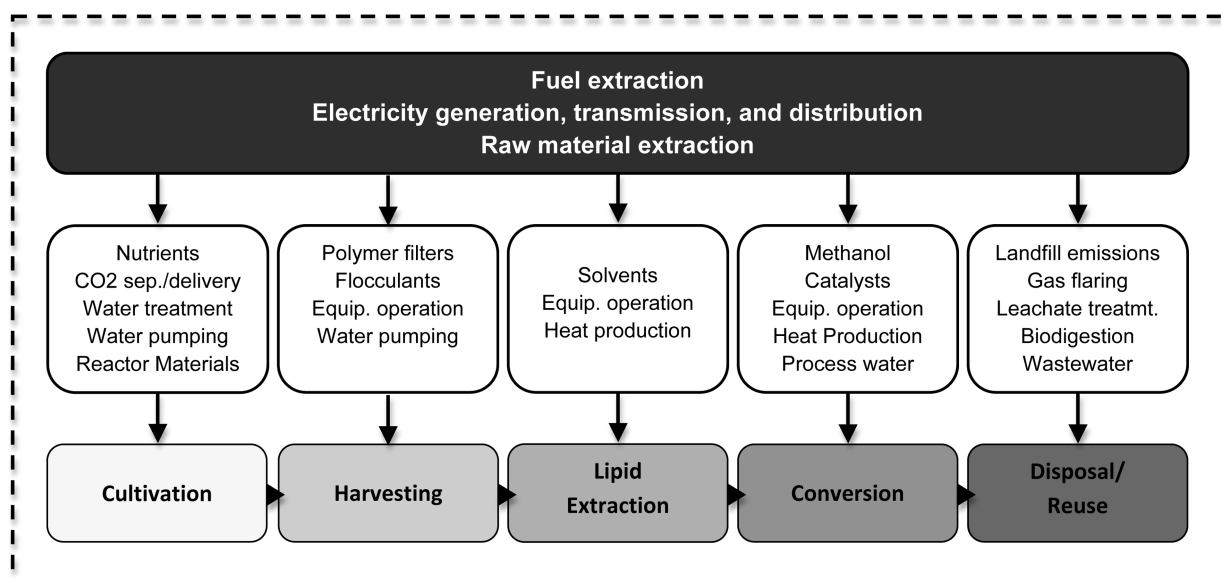 Fuel extraction
Electricity generation, transmission, and distribution
Raw material extraction
Nutrients
CO2 sep./delivery
Water treatment
Water pumping
Reactor Materials
Polymer filters
Flocculants
Equip. operation
Water pumping
Solvents
Equip. operation
Heat production
Methanol
Catalysts
Equip. operation
Heat Production
Process water
Landfill emissions
Gas flaring
Leachate treatmt.
Biodigestion
Wastewater
Cultivation
Harvesting
Lipid
Extraction
Conversion
Disposal/
Reuse